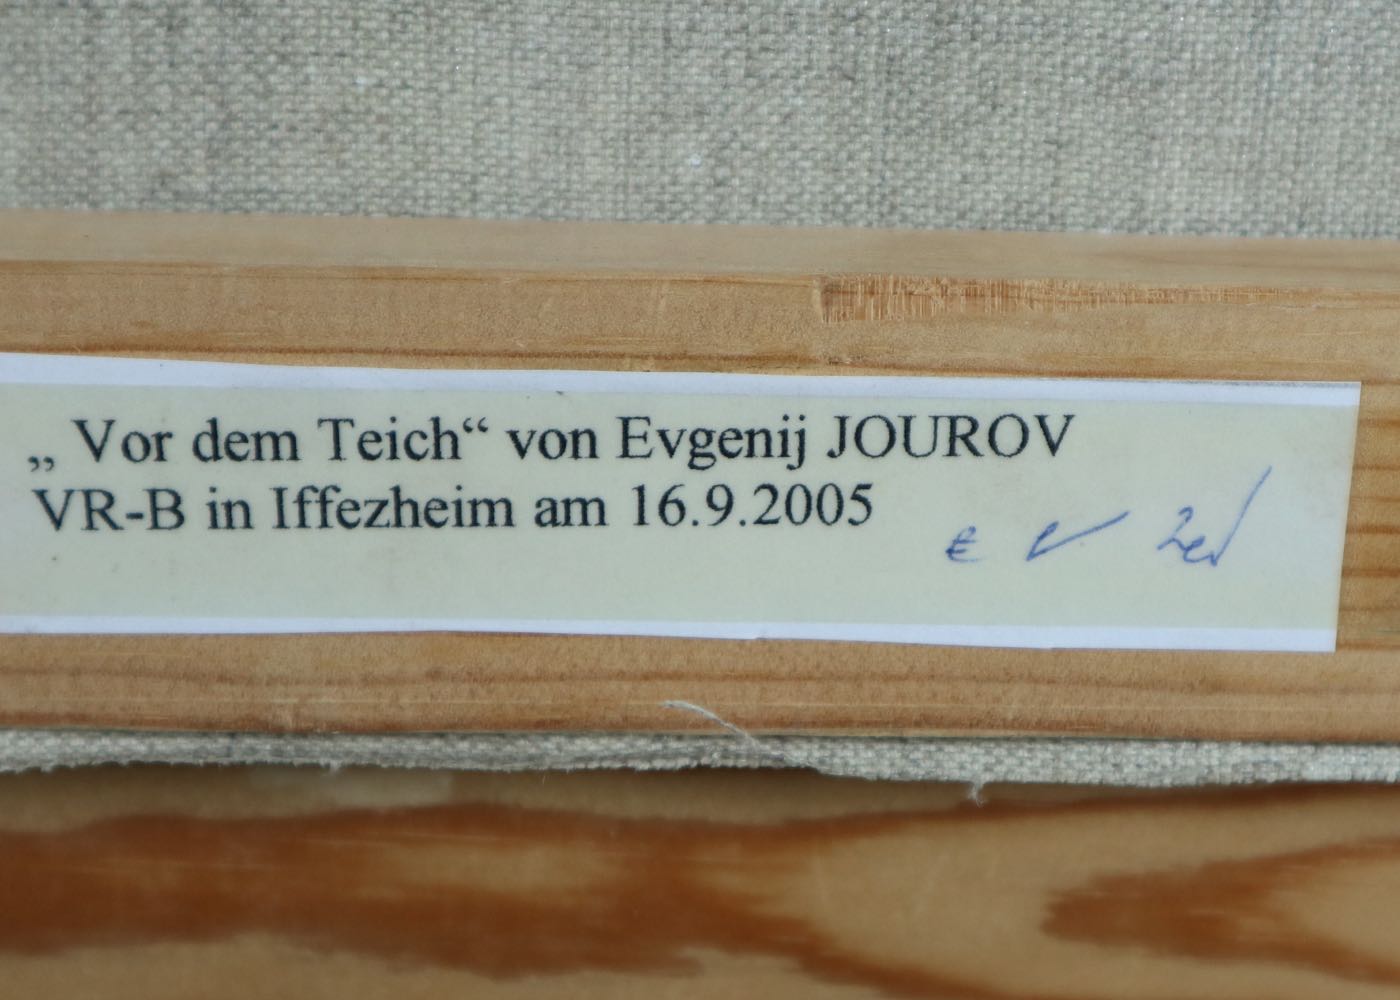 „ Vor dem Teich“ von Evgenij JOUROV
VR-B in Iffezheim am 16.9.2005
€